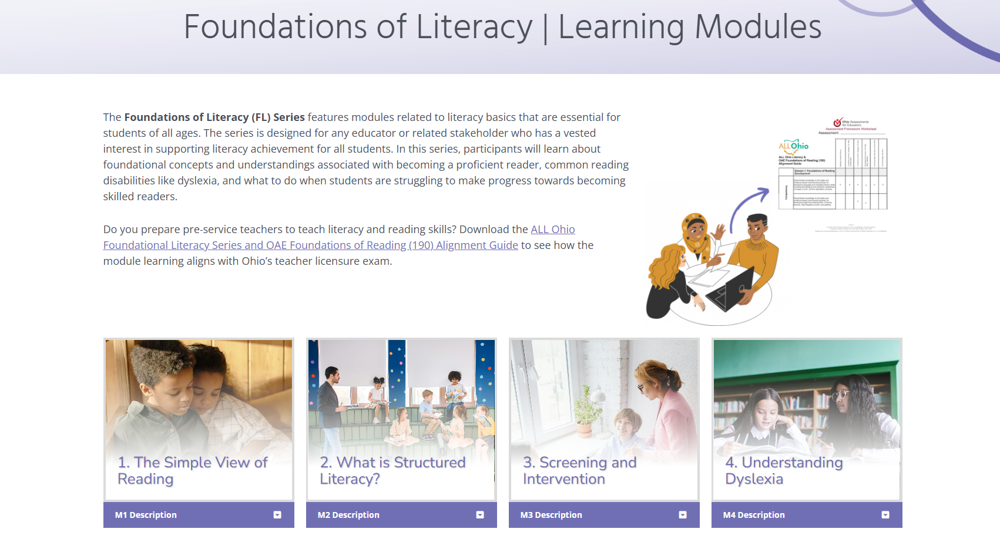 Foundations of Literacy | Learning Modules
The Foundations of Literacy (FL) Series features modules related to literacy basics that are essential for
students of all ages. The series is designed for any educator or related stakeholder who has a vested
interest in supporting literacy achievement for all students. In this series, participants will learn about
foundational concepts and understandings associated with becoming a proficient reader, common reading
disabilities like dyslexia, and what to do when students are struggling to make progress towards becoming
skilled readers.
Do you prepare pre-service teachers to teach literacy and reading skills? Download the ALL Ohio
Foundational Literacy Series and OAE Foundations of Reading (190) Alignment Guide to see how the
module learning aligns with Ohio’s teacher licensure exam.
Ohio Assessments
for Educators
Assessment Framework Worksheet
Assessment:
ALLOhio
ALL Ohio Literacy &
OAE Foundations of Reading (190)
Alignment Guide
Domain 1: Foundations of Reading
Development
Competency
1. The Simple View of
Reading
2. What is Structured
Literacy?
3. Screening and
Intervention
4. Understanding
Dyslexia
M1 Description
M2 Description
M3 Description
M4 Description